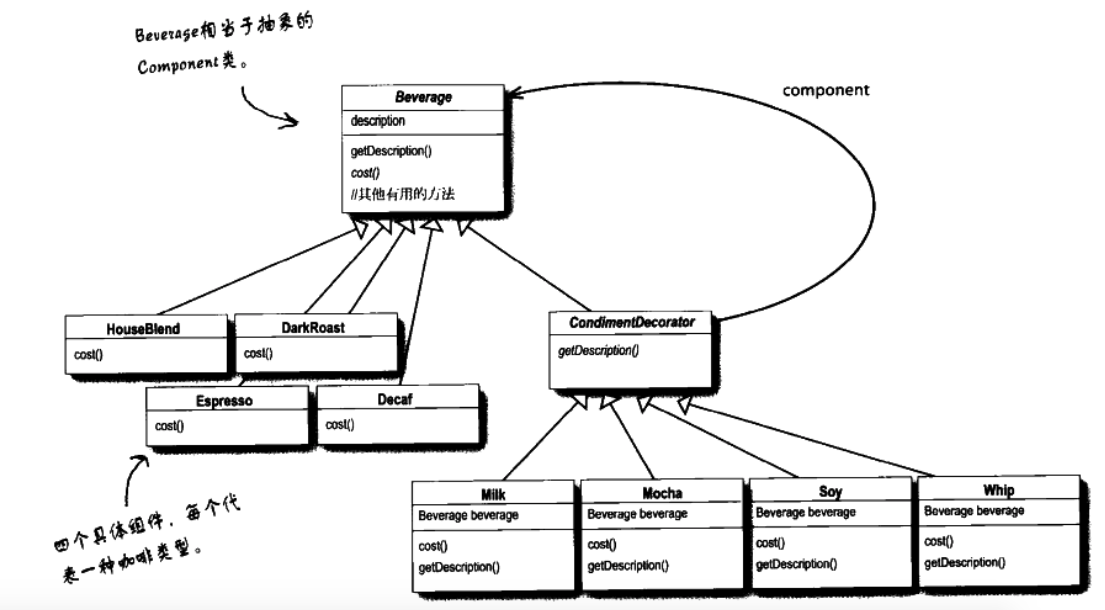 Beverage相当于抽象的
Component类。
component
Beverage
description
getDescription()
cost()
//其他有用的方法
HouseBlend
cost()
DarkRoast
cost()
CondimentDecorator
getDescription()
Espresso
cost()
Decaf
cost()
四个具体组件，每个代
表一种咖啡类型。
Milk
Beverage beverage
cost()
getDescription()
Mocha
Beverage beverage
cost()
getDescription()
Soy
Beverage beverage
cost()
getDescription()
Whip
Beverage beverage
cost()
getDescription()